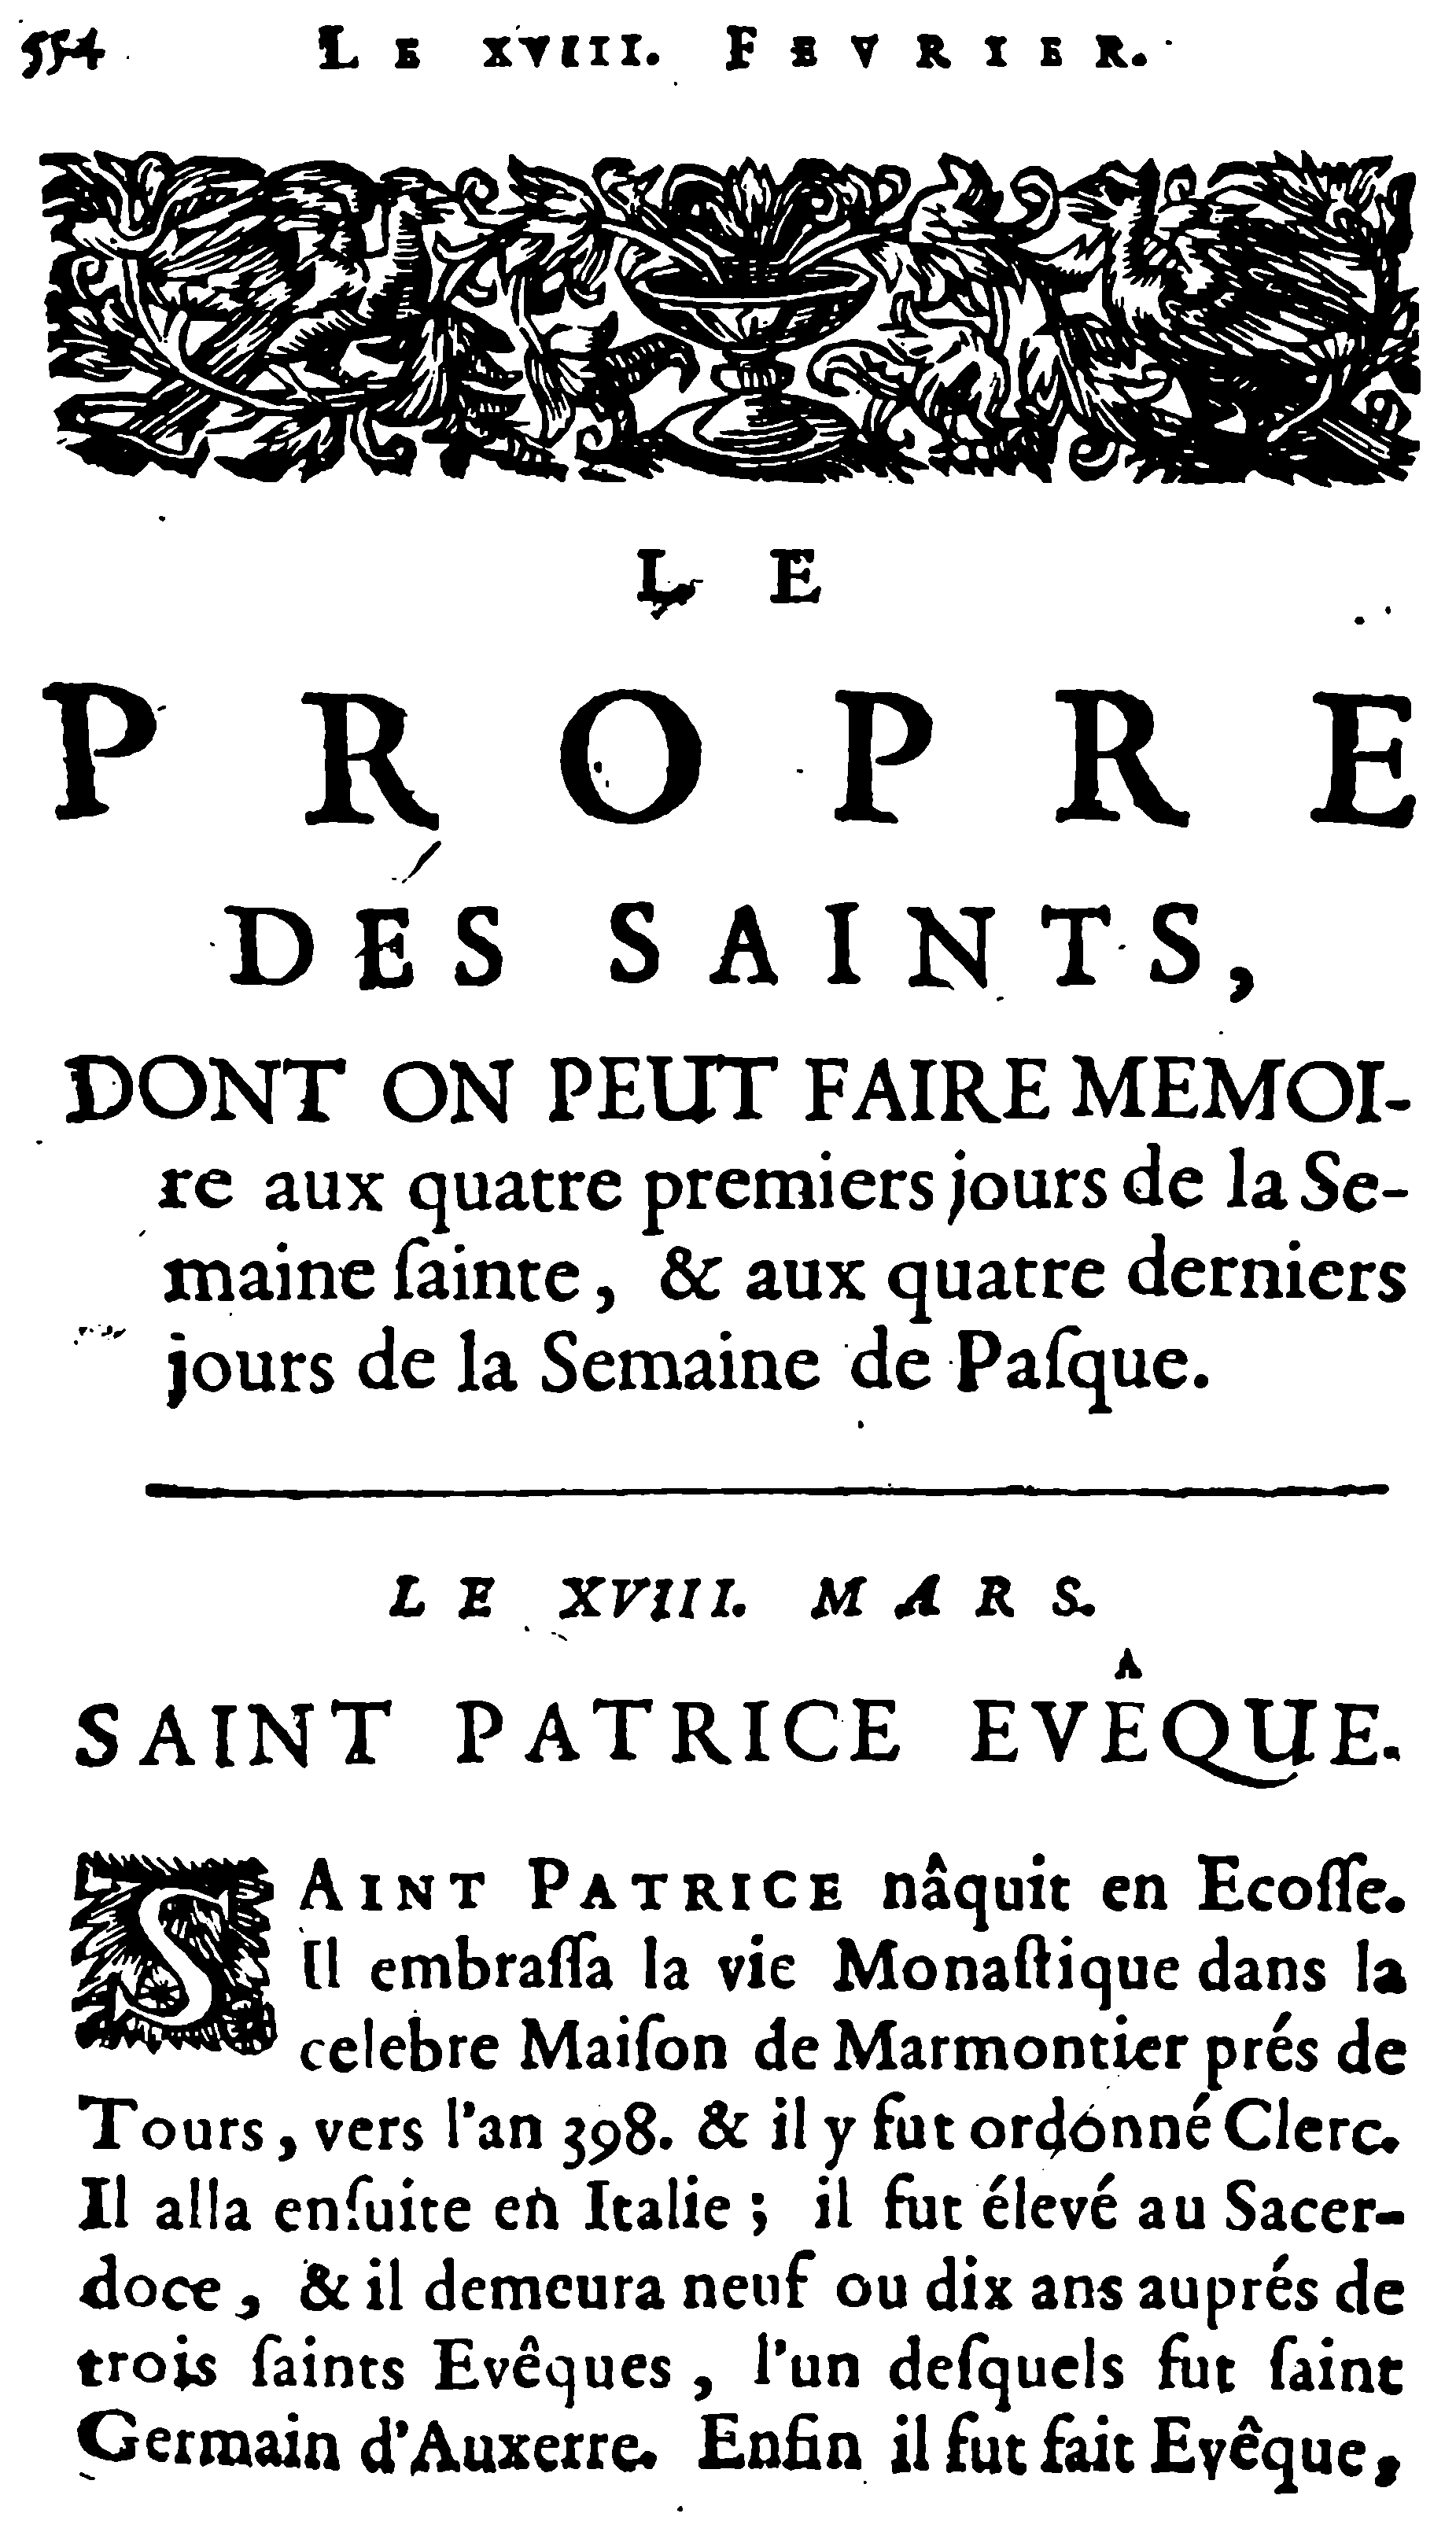 554 LE XVIII. FEVRIER.
LE
PROPRE
DES SAINTS,
DONT ON PEUT FAIRE MEMOI-
re aux quatre premiers jours de la Se-
maine ſainte, & aux quatre derniers
jours de la Semaine de Paſque.
LE XVIII. MARS.
SAINT PATRICE EVÊQUE.
SAINT PATRICE nâquit en Ecoſſe.
Il embraſſa la vie Monaſtique dans la
celebre Maiſon de Marmontier prés de
Tours, vers l'an 398. & il y fut ordonné Clerc.
Il alla enſuite en Italie; il fut élevé au Sacer-
doce, & il demeura neuf ou dix ans auprés de
trois ſaints Evêques, l'un deſquels fut ſaint
Germain d'Auxerre. Enfin il fut fait Evêque,